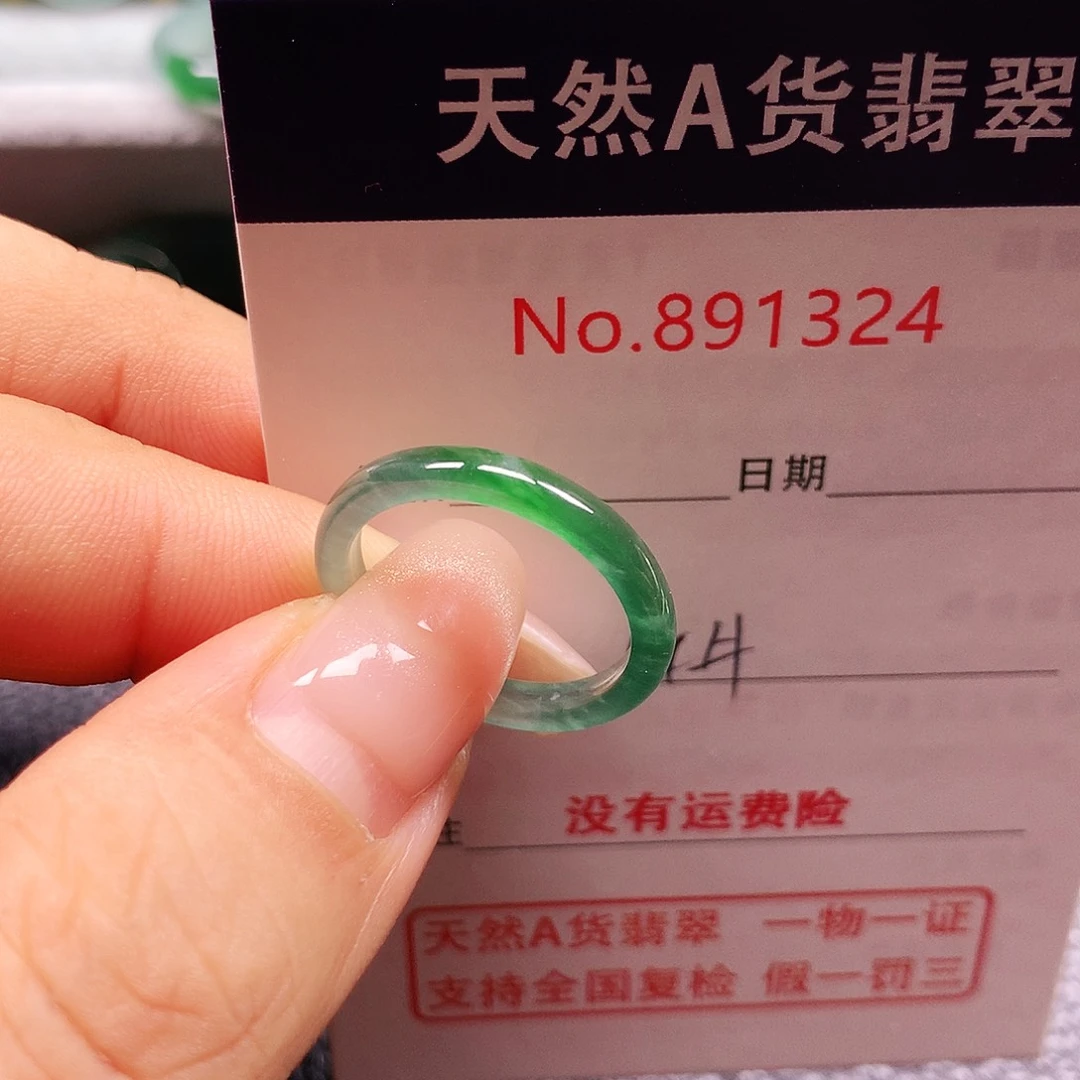 天然A货翡翠
No.891324
日期
没有运费险
天然A货翡翠 一物一证
支持全国复检 假一罚三